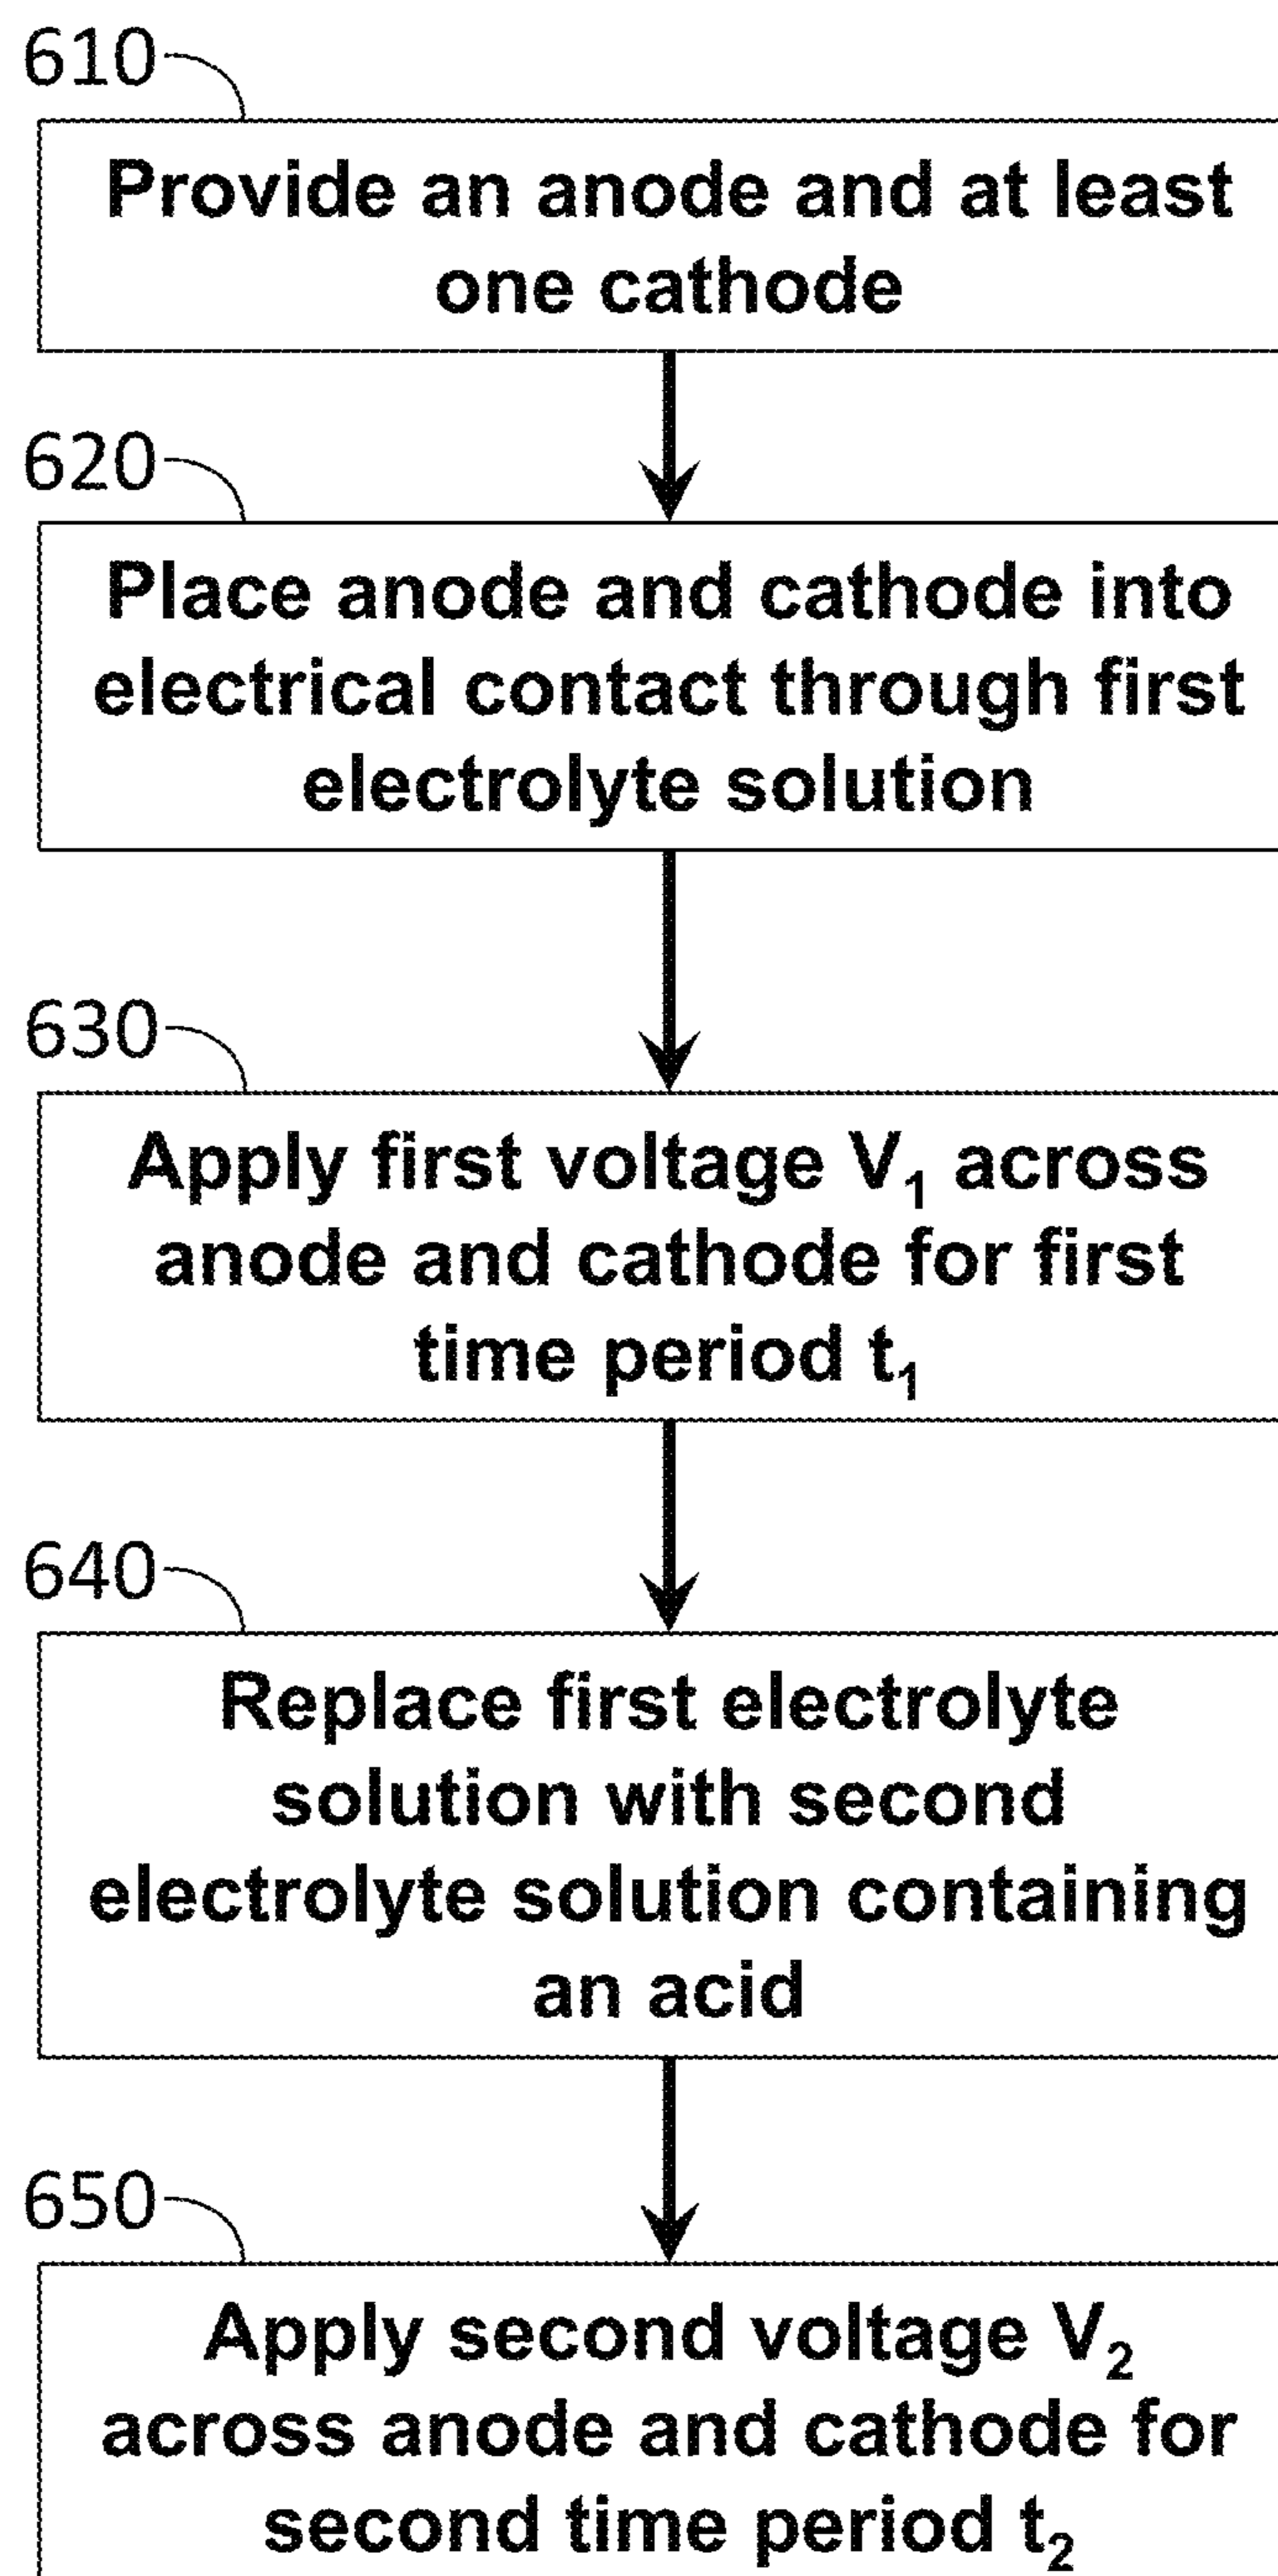 610
Provide an anode and at least
one cathode
620
Place anode and cathode into
electrical contact through first
electrolyte solution
630
Apply first voltage V₁ across
anode and cathode for first
time period t₁
640
Replace first electrolyte
solution with second
electrolyte solution containing
an acid
650
Apply second voltage V₂
across anode and cathode for
second time period t₂